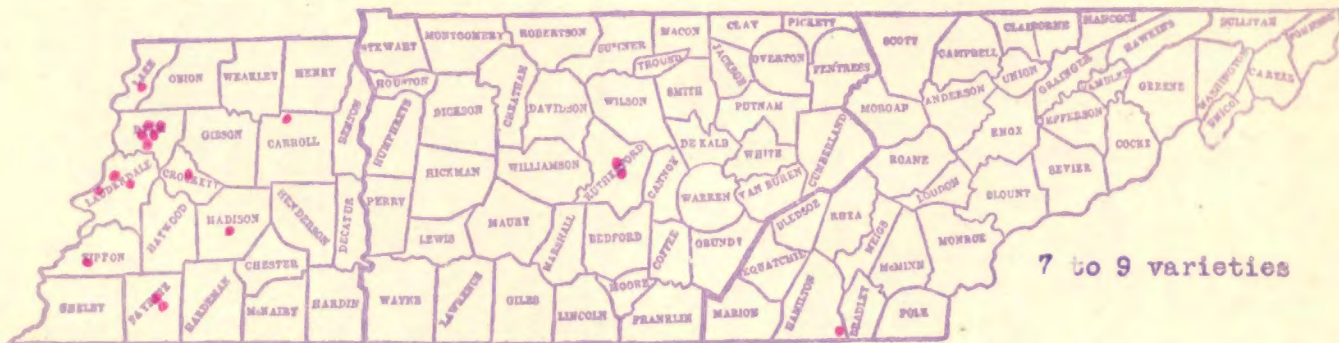 CLAY PICKETT
CLAIBORNE HANCOCK
SULLIVAN
JOHNSON
STEWART MONTGOMERY ROBERTSON SUMNER MACON
SCOTT CAMPBELL HAWKINS
LAKE OBION WEAKLEY HENRY
HOUSTON
JACKSON OVERTON FENTRESS
UNION GRAINGER
GREENE WASHINGTON CARTER
UNICOI
DICKSON CHEATHAM DAVIDSON WILSON SMITH PUTNAM
MORGAN ANDERSON
DYER GIBSON CARROLL BENTON HUMPHREYS
KNOX JEFFERSON COCKE
DE KALB WHITE CUMBERLAND
ROANE SEVIER
LAUDERDALE CROCKETT
HICKMAN WILLIAMSON RUTHERFORD CANNON
WARREN VAN BUREN
LOUDON BLOUNT
HAYWOOD MADISON HENDERSON DECATUR PERRY
LEWIS MAURY MARSHALL BEDFORD COFFEE GRUNDY
BLEDSOE RHEA MEIGS MONROE
TIPTON CHESTER
MOORE
SEQUATCHIE
McMINN
7 to 9 varieties
SHELBY FAYETTE HARDEMAN McNAIRY HARDIN WAYNE LAWRENCE GILES LINCOLN FRANKLIN MARION HAMILTON BRADLEY POLK